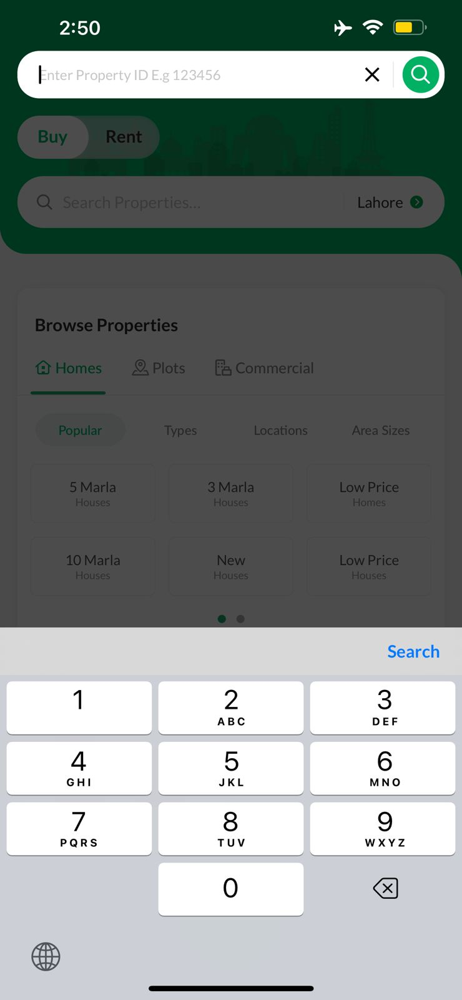 2:50
Enter Property ID E.g 123456
Buy Rent
Search Properties... Lahore
Browse Properties
Homes Plots Commercial
Popular Types Locations Area Sizes
5 Marla 3 Marla Low Price
Houses Houses Homes
10 Marla New Low Price
Houses Houses Houses
Search
1 2 3
ABC DEF
4 5 6
GHI JKL MNO
7 8 9
PQRS TUV WXYZ
0